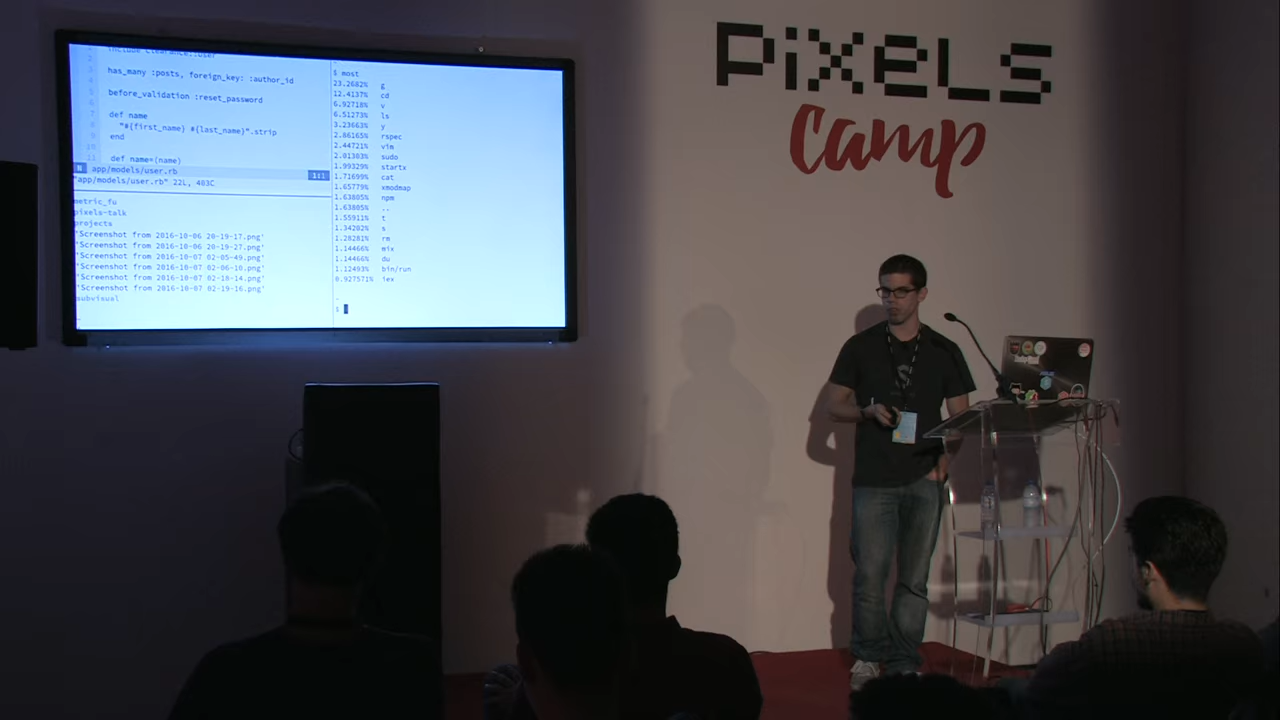 include Clearance::User
has_many :posts, foreign_key: :author_id
before_validation :reset_password
def name
"#{first_name} #{last_name}".strip
end
def name=(name)
app/models/user.rb
1:1
"app/models/user.rb" 22L, 403C
metric_fu
pixels-talk
projects
'Screenshot from 2016-10-06 20-19-17.png'
'Screenshot from 2016-10-06 20-19-27.png'
'Screenshot from 2016-10-07 02-05-49.png'
'Screenshot from 2016-10-07 02-06-10.png'
'Screenshot from 2016-10-07 02-18-14.png'
'Screenshot from 2016-10-07 02-19-16.png'
subvisual
~
$ most
23.2682% g
12.4137% cd
6.92718% v
6.51273% ls
3.23663% y
2.86165% rspec
2.44721% vim
2.01303% sudo
1.99329% startx
1.71699% cat
1.65779% xmodmap
1.63805% npm
1.63805% ..
1.55911% t
1.34202% s
1.28281% rm
1.14466% mix
1.14466% du
1.12493% bin/run
0.927571% iex
~
$
PIXELS
Camp